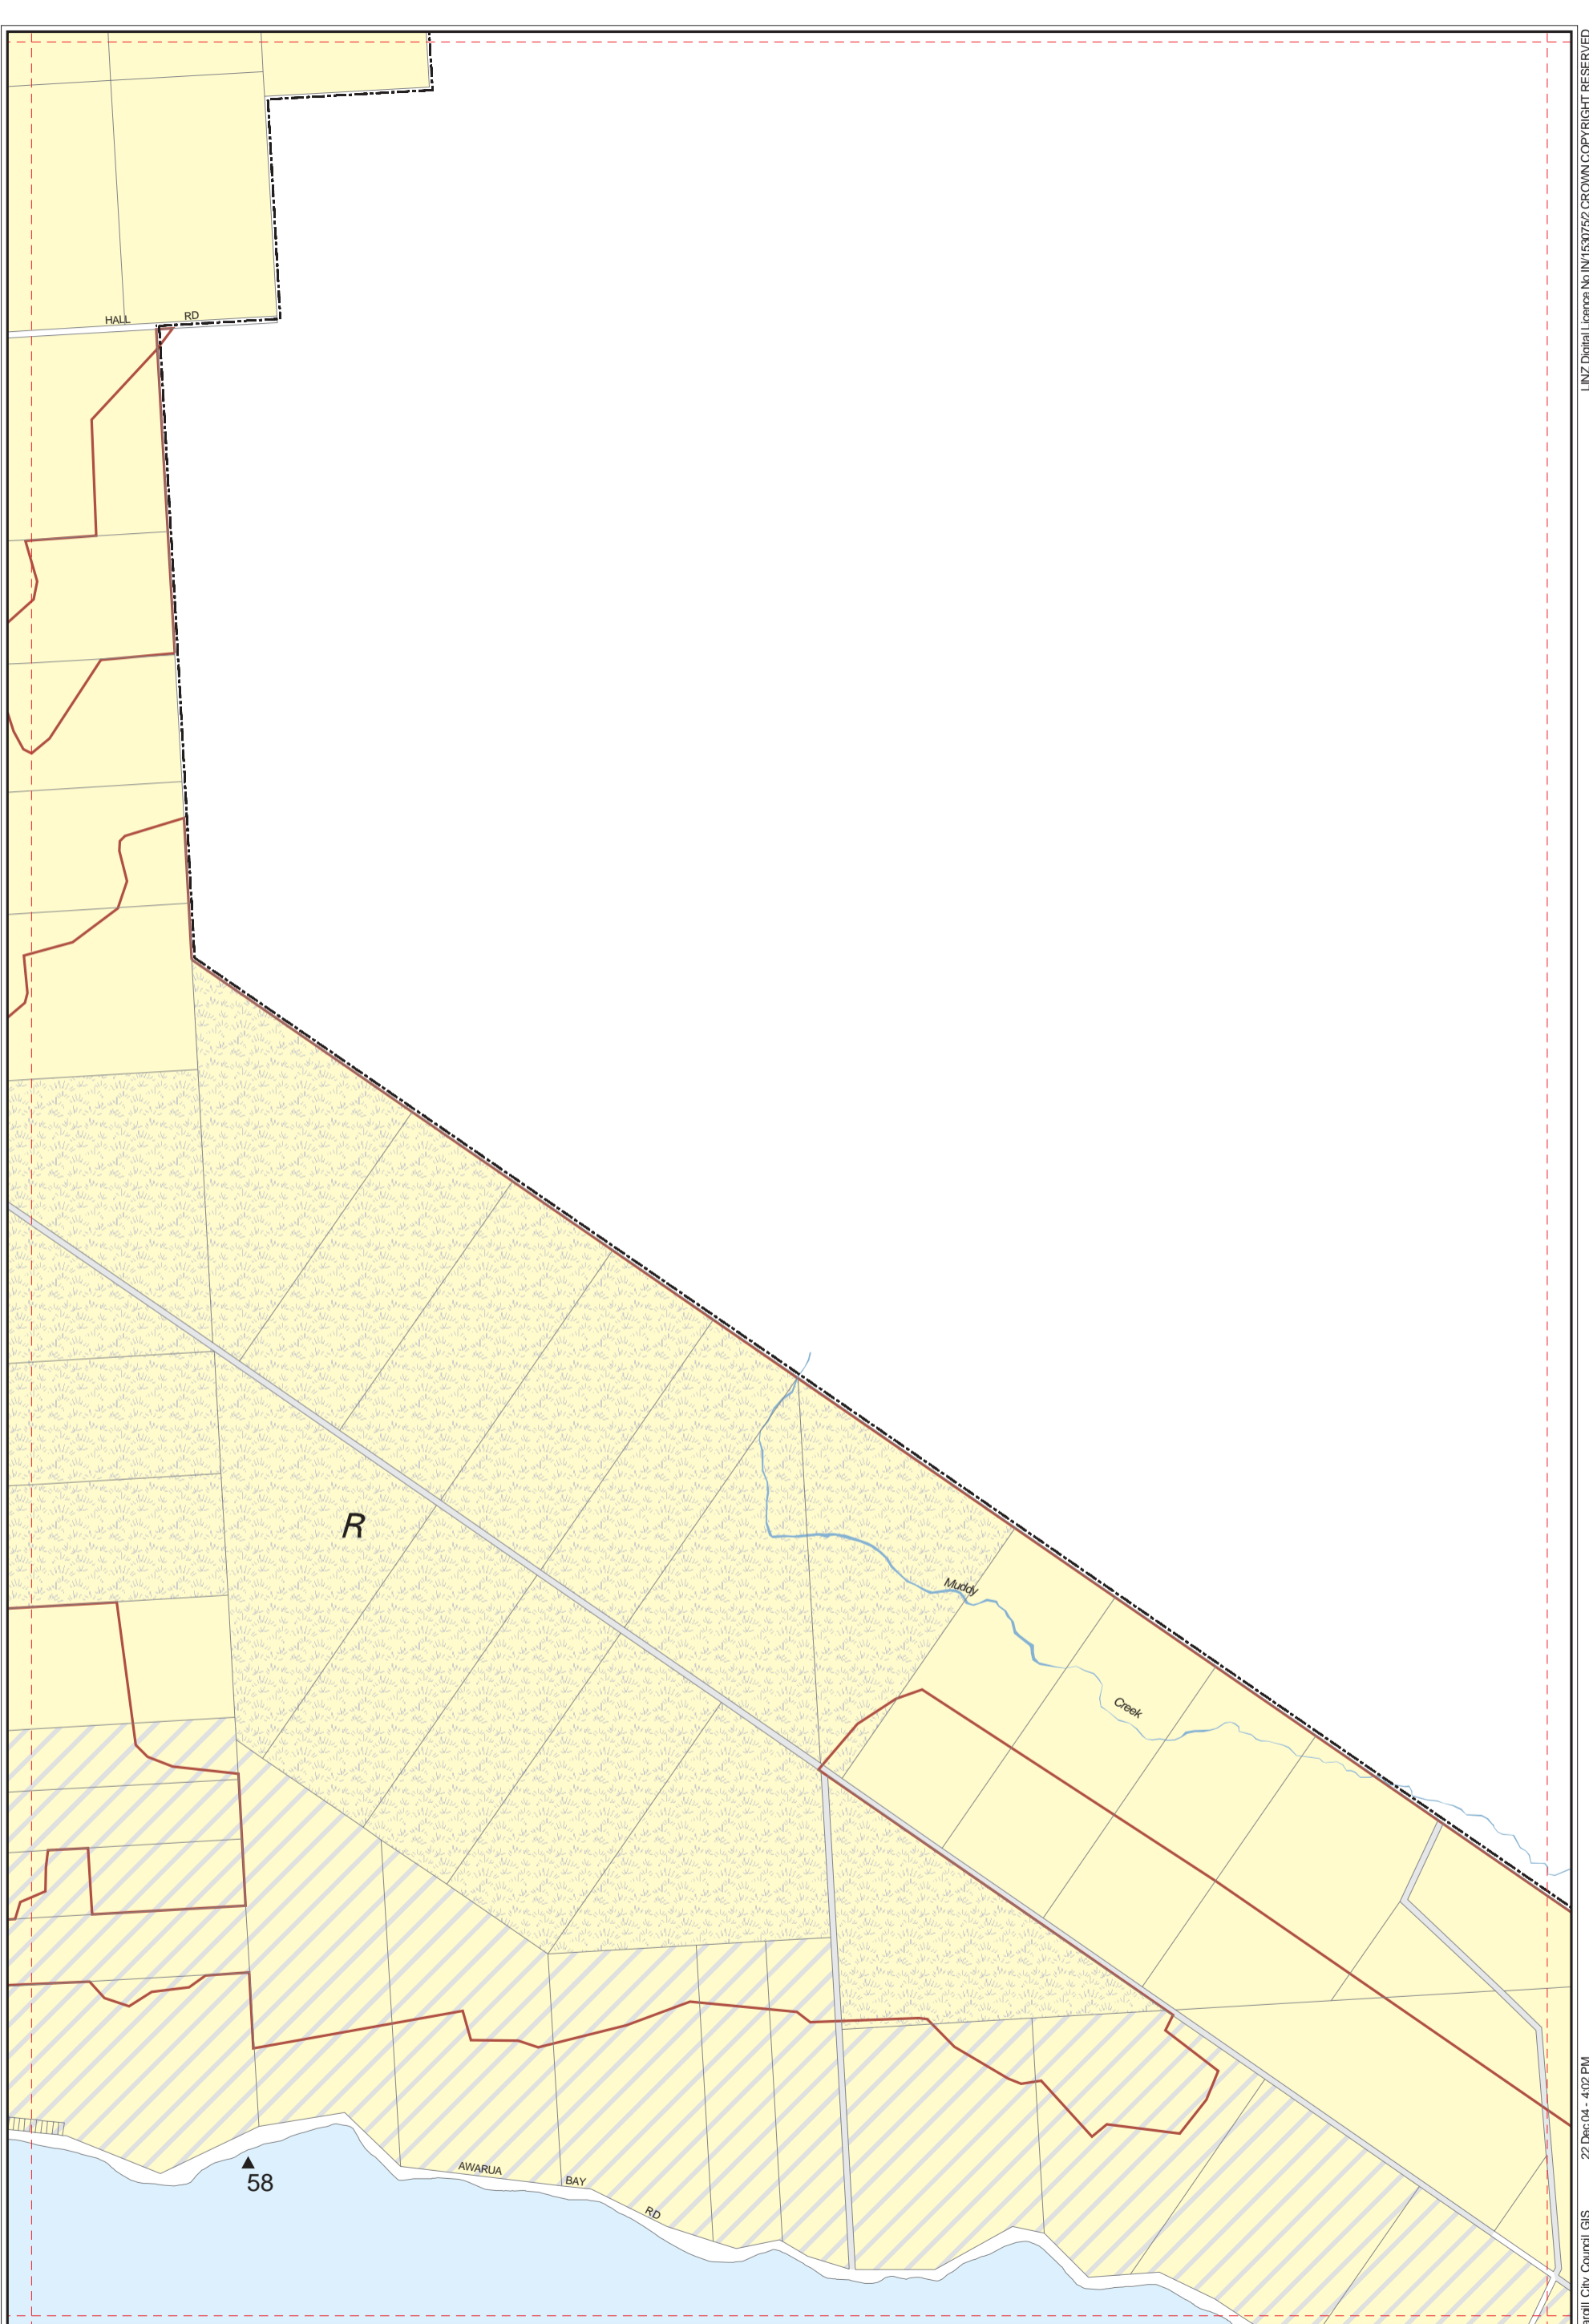 LINZ Digital Licence No IN/153075/2 CROWN COPYRIGHT RESERVED
HALL RD
R
Muddy
Creek
58
AWARUA BAY RD
22 Dec 04 - 4:02 PM
City Council GIS